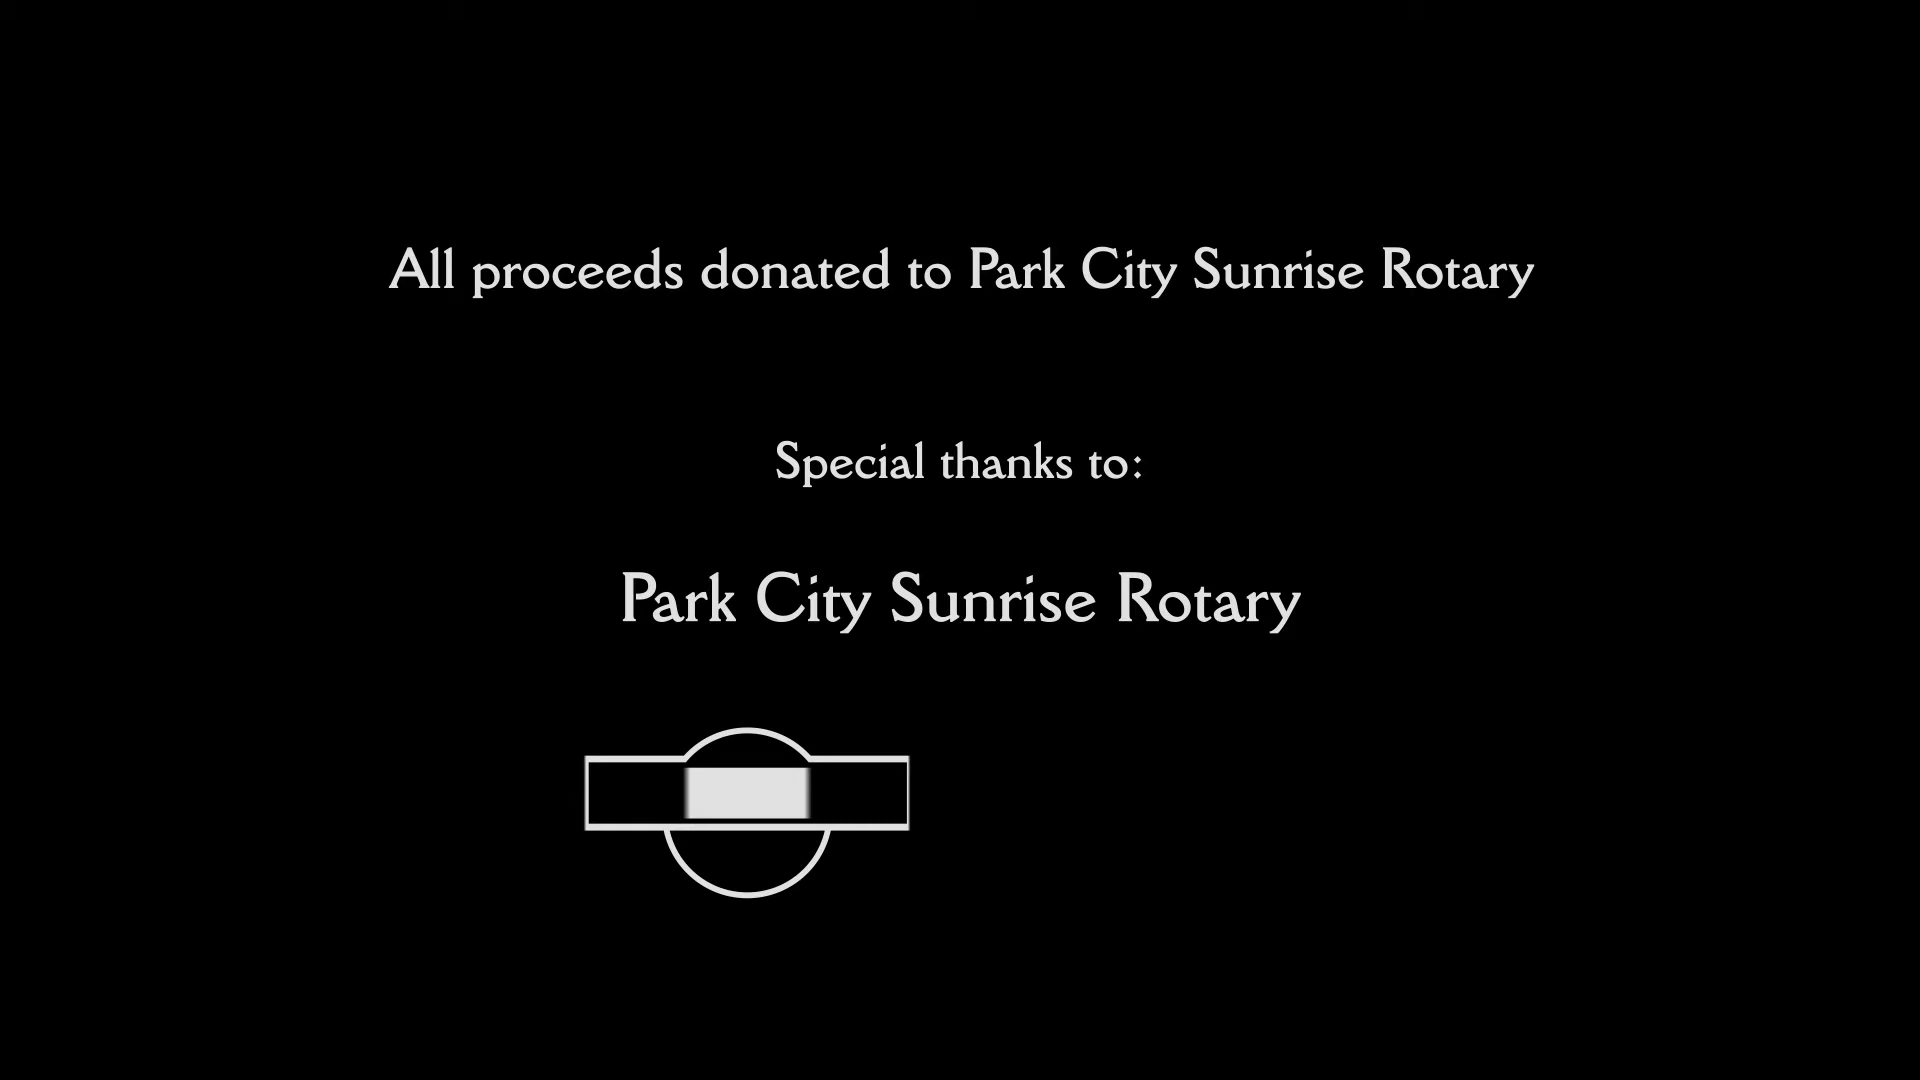 All proceeds donated to Park City Sunrise Rotary
Special thanks to:
Park City Sunrise Rotary